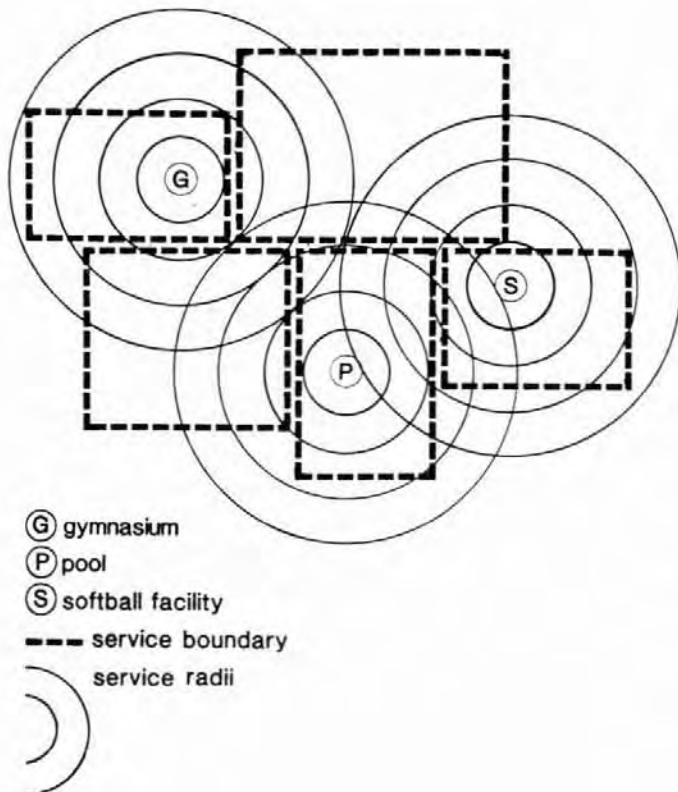 G
S
P
G gymnasium
P pool
S softball facility
service boundary
service radii